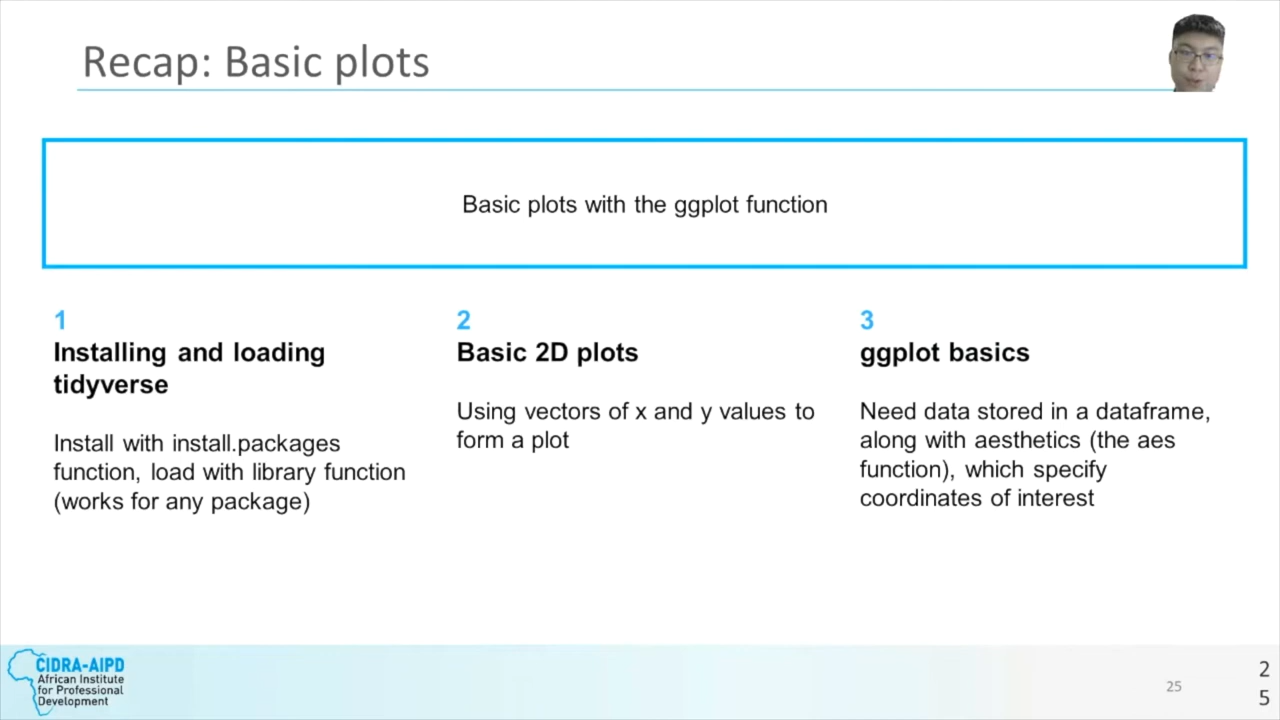 Recap: Basic plots
Basic plots with the ggplot function
1
Installing and loading
tidyverse
Install with install.packages
function, load with library function
(works for any package)
2
Basic 2D plots
Using vectors of x and y values to
form a plot
3
ggplot basics
Need data stored in a dataframe,
along with aesthetics (the aes
function), which specify
coordinates of interest
CIDRA-AIPD
African Institute
for Professional
Development
25
2
5